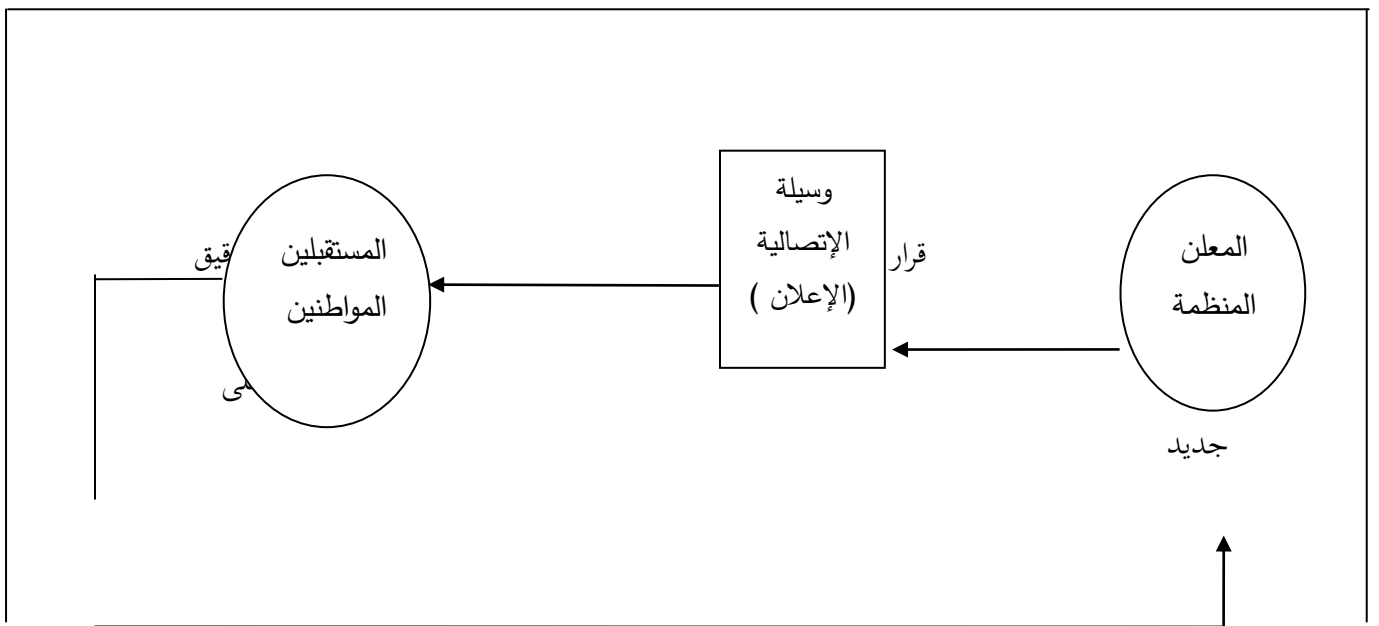 المعلن
المنظمة
جديد
قرار
وسيلة
الإتصالية
(الإعلان )
المستقبلين
المواطنين